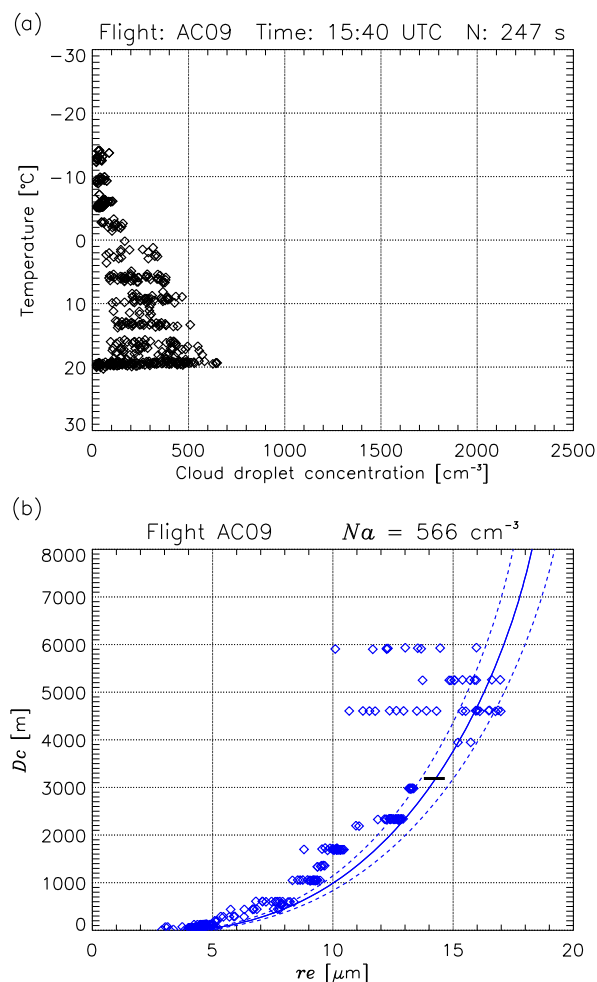 (a)
Flight: AC09 Time: 15:40 UTC N: 247 s
−30
−20
−10
0
10
20
30
Temperature [°C]
0 500 1000 1500 2000 2500
Cloud droplet concentration [cm⁻³]
(b)
Flight AC09 Na = 566 cm⁻³
8000
7000
6000
5000
4000
3000
2000
1000
0
Dc [m]
0 5 10 15 20
re [μm]